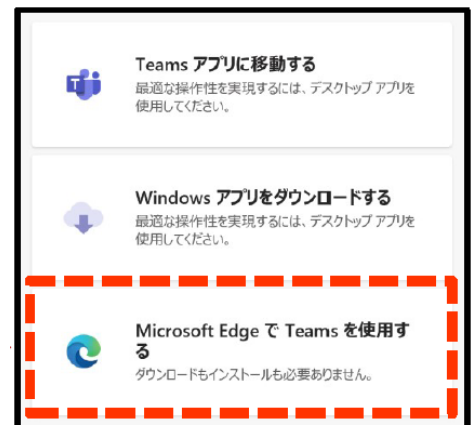 Teams アプリに移動する
最適な操作性を実現するには、デスクトップ アプリを
使用してください。
Windows アプリをダウンロードする
最適な操作性を実現するには、デスクトップ アプリを
使用してください。
Microsoft Edge で Teams を使用す
る
ダウンロードもインストールも必要ありません。